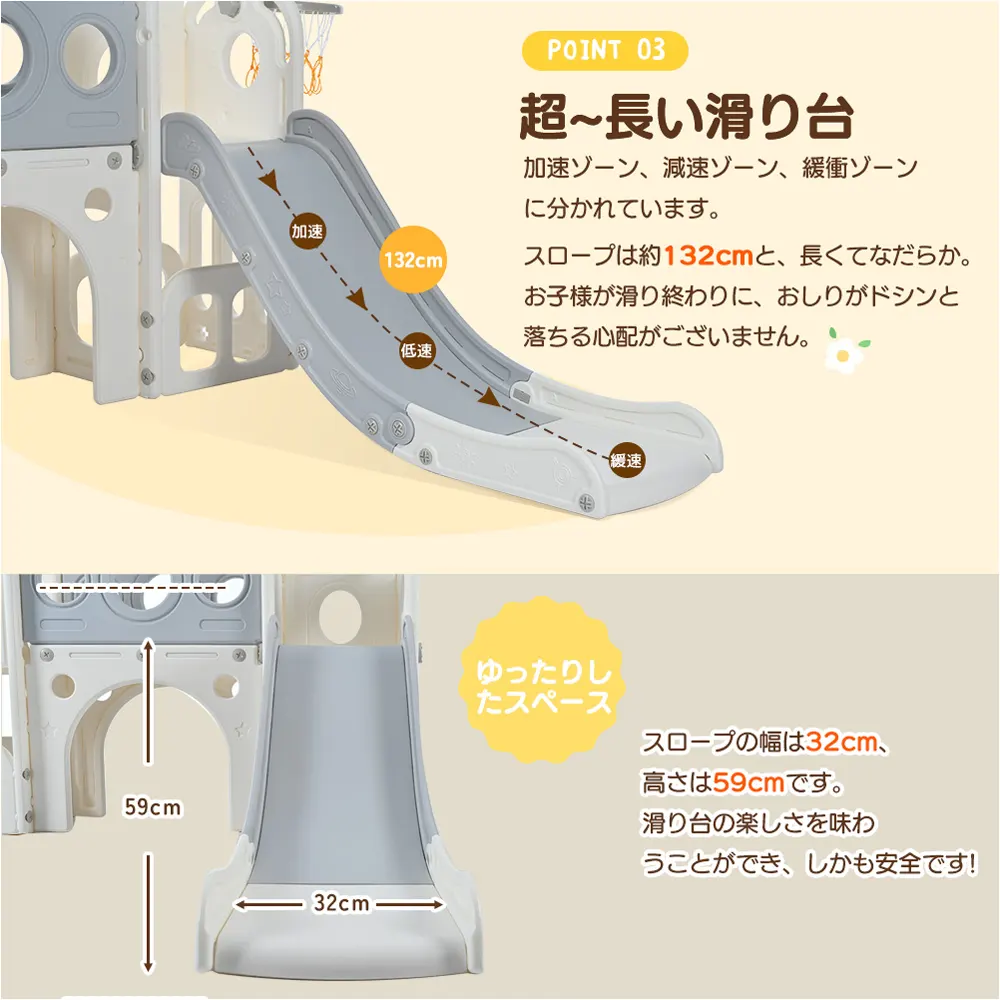 POINT 03
超~長い滑り台
加速ゾーン、減速ゾーン、緩衝ゾーン
に分かれています。
スロープは約132cmと、長くてなだらか。
お子様が滑り終わりに、おしりがドシンと
落ちる心配がございません。
加速
132cm
低速
緩速
ゆったりし
たスペース
スロープの幅は32cm、
高さは59cmです。
滑り台の楽しさを味わ
うことができ、しかも安全です!
59cm
32cm